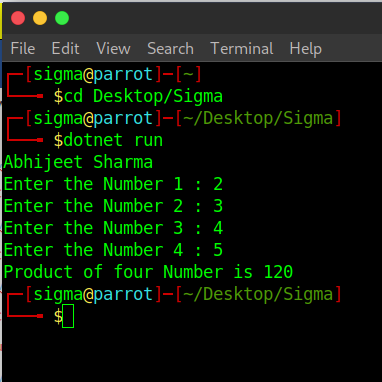 File Edit View Search Terminal Help
┌─[sigma@parrot]─[~]
└──╼ $cd Desktop/Sigma
┌─[sigma@parrot]─[~/Desktop/Sigma]
└──╼ $dotnet run
Abhijeet Sharma
Enter the Number 1 : 2
Enter the Number 2 : 3
Enter the Number 3 : 4
Enter the Number 4 : 5
Product of four Number is 120
┌─[sigma@parrot]─[~/Desktop/Sigma]
└──╼ $